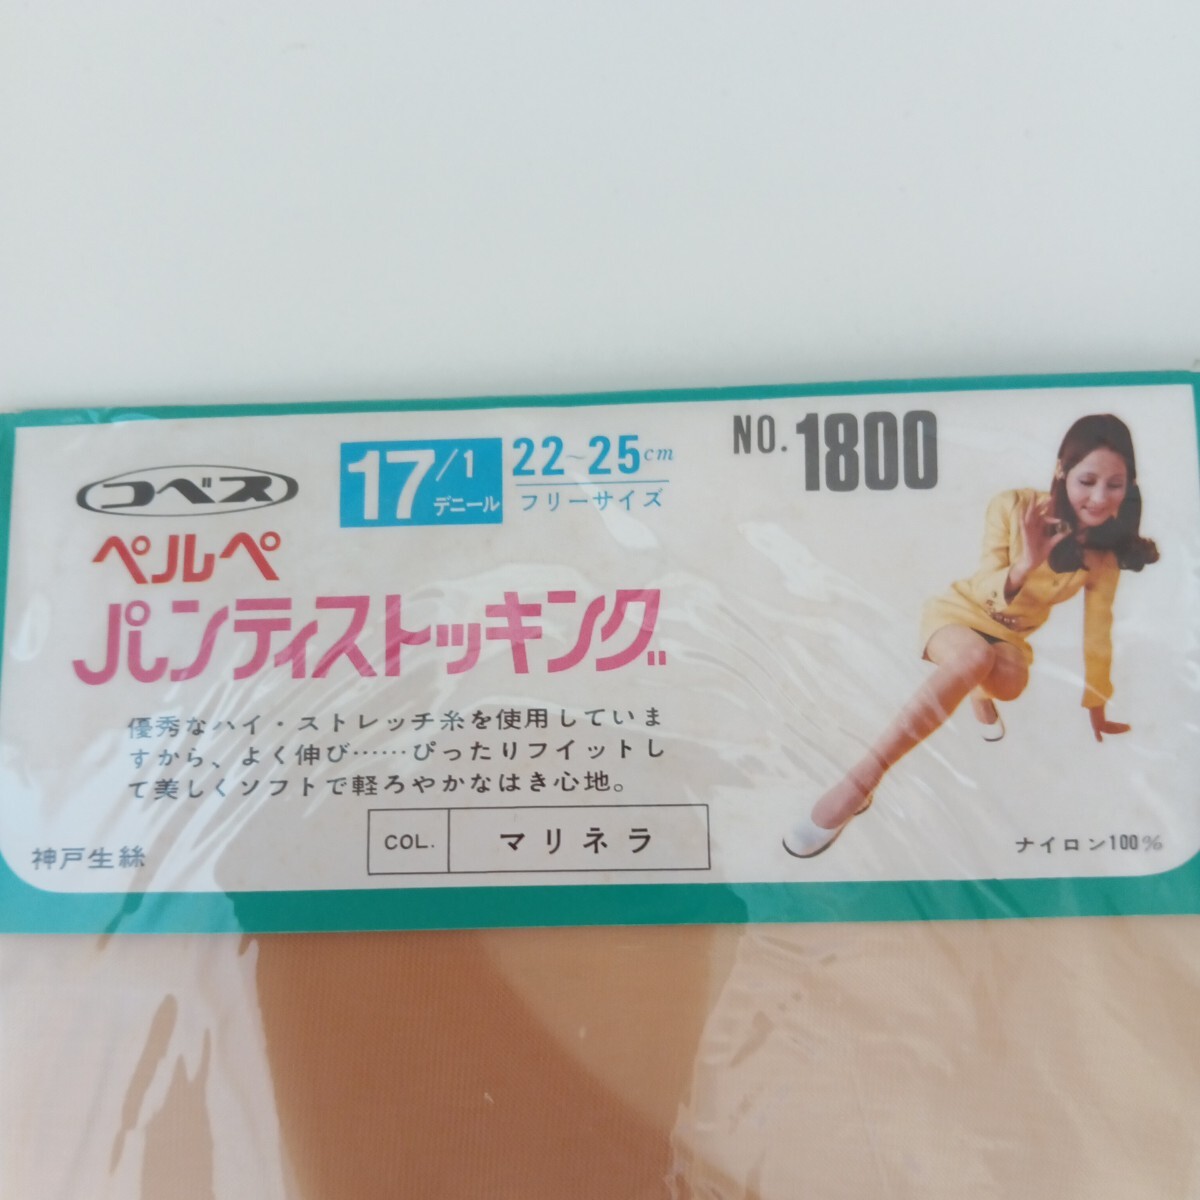 コベス
17/1
デニール
22~25cm
フリーサイズ
NO.1800
ペルペ
パンティストッキング
優秀なハイ・ストレッチ糸を使用していま
すから、よく伸び……ぴったりフイットし
て美しくソフトで軽ろやかなはき心地。
COL. マリネラ
神戸生絲
ナイロン100%